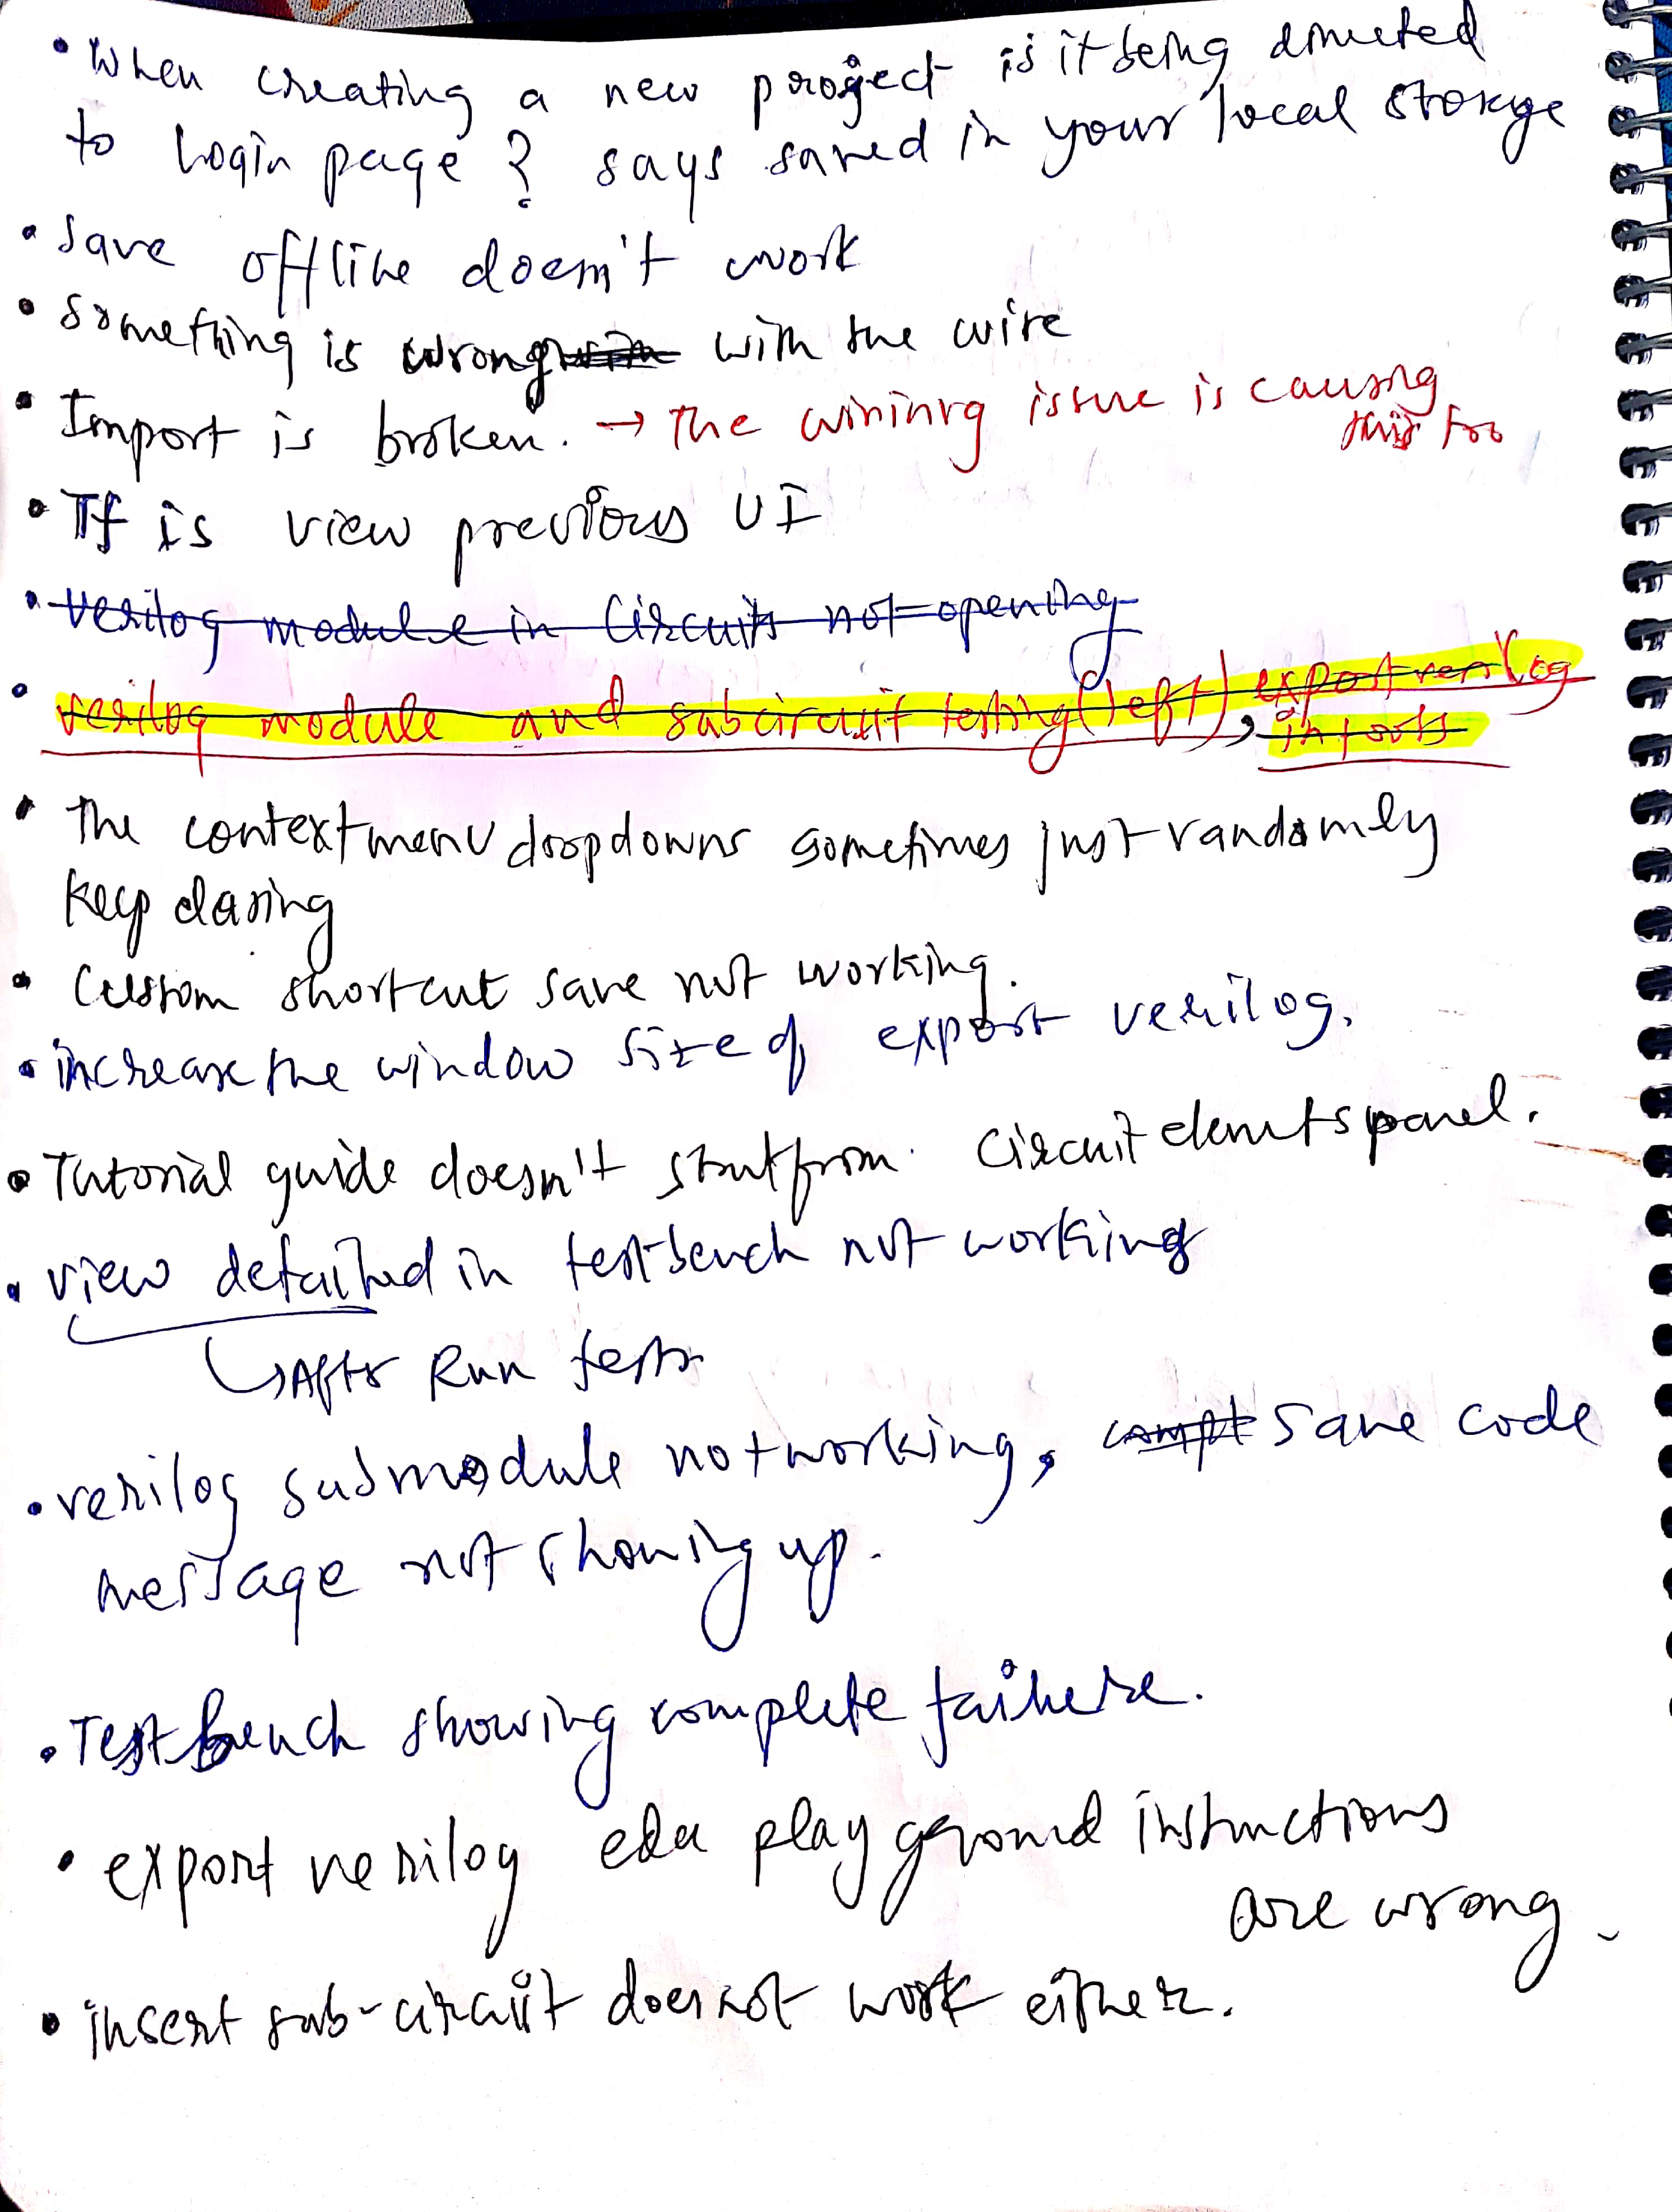 • When creating a new project is it being directed
to login page ? says saved in your local storage
• save offline doesn't work
• something is wrong with the wire
• Import is broken. → The wiring issue is causing
this too
• If is view previous UI
• verilog module in Circuits not opening
• verilog module and subcircuit testing (left), export verilog
in tools
• The context menu dropdowns sometimes just randomly
keep closing
• Custom shortcut save not working.
• increase the window size of export verilog.
• Tutorial guide doesn't start from. Circuit elements panel.
• view detailed in testbench not working
↳ After Run tests
• verilog submodule not working, save code
message not showing up.
• Test bench showing complete failure.
• export verilog eda playground instructions
are wrong.
• insert sub-circuit does not work either.